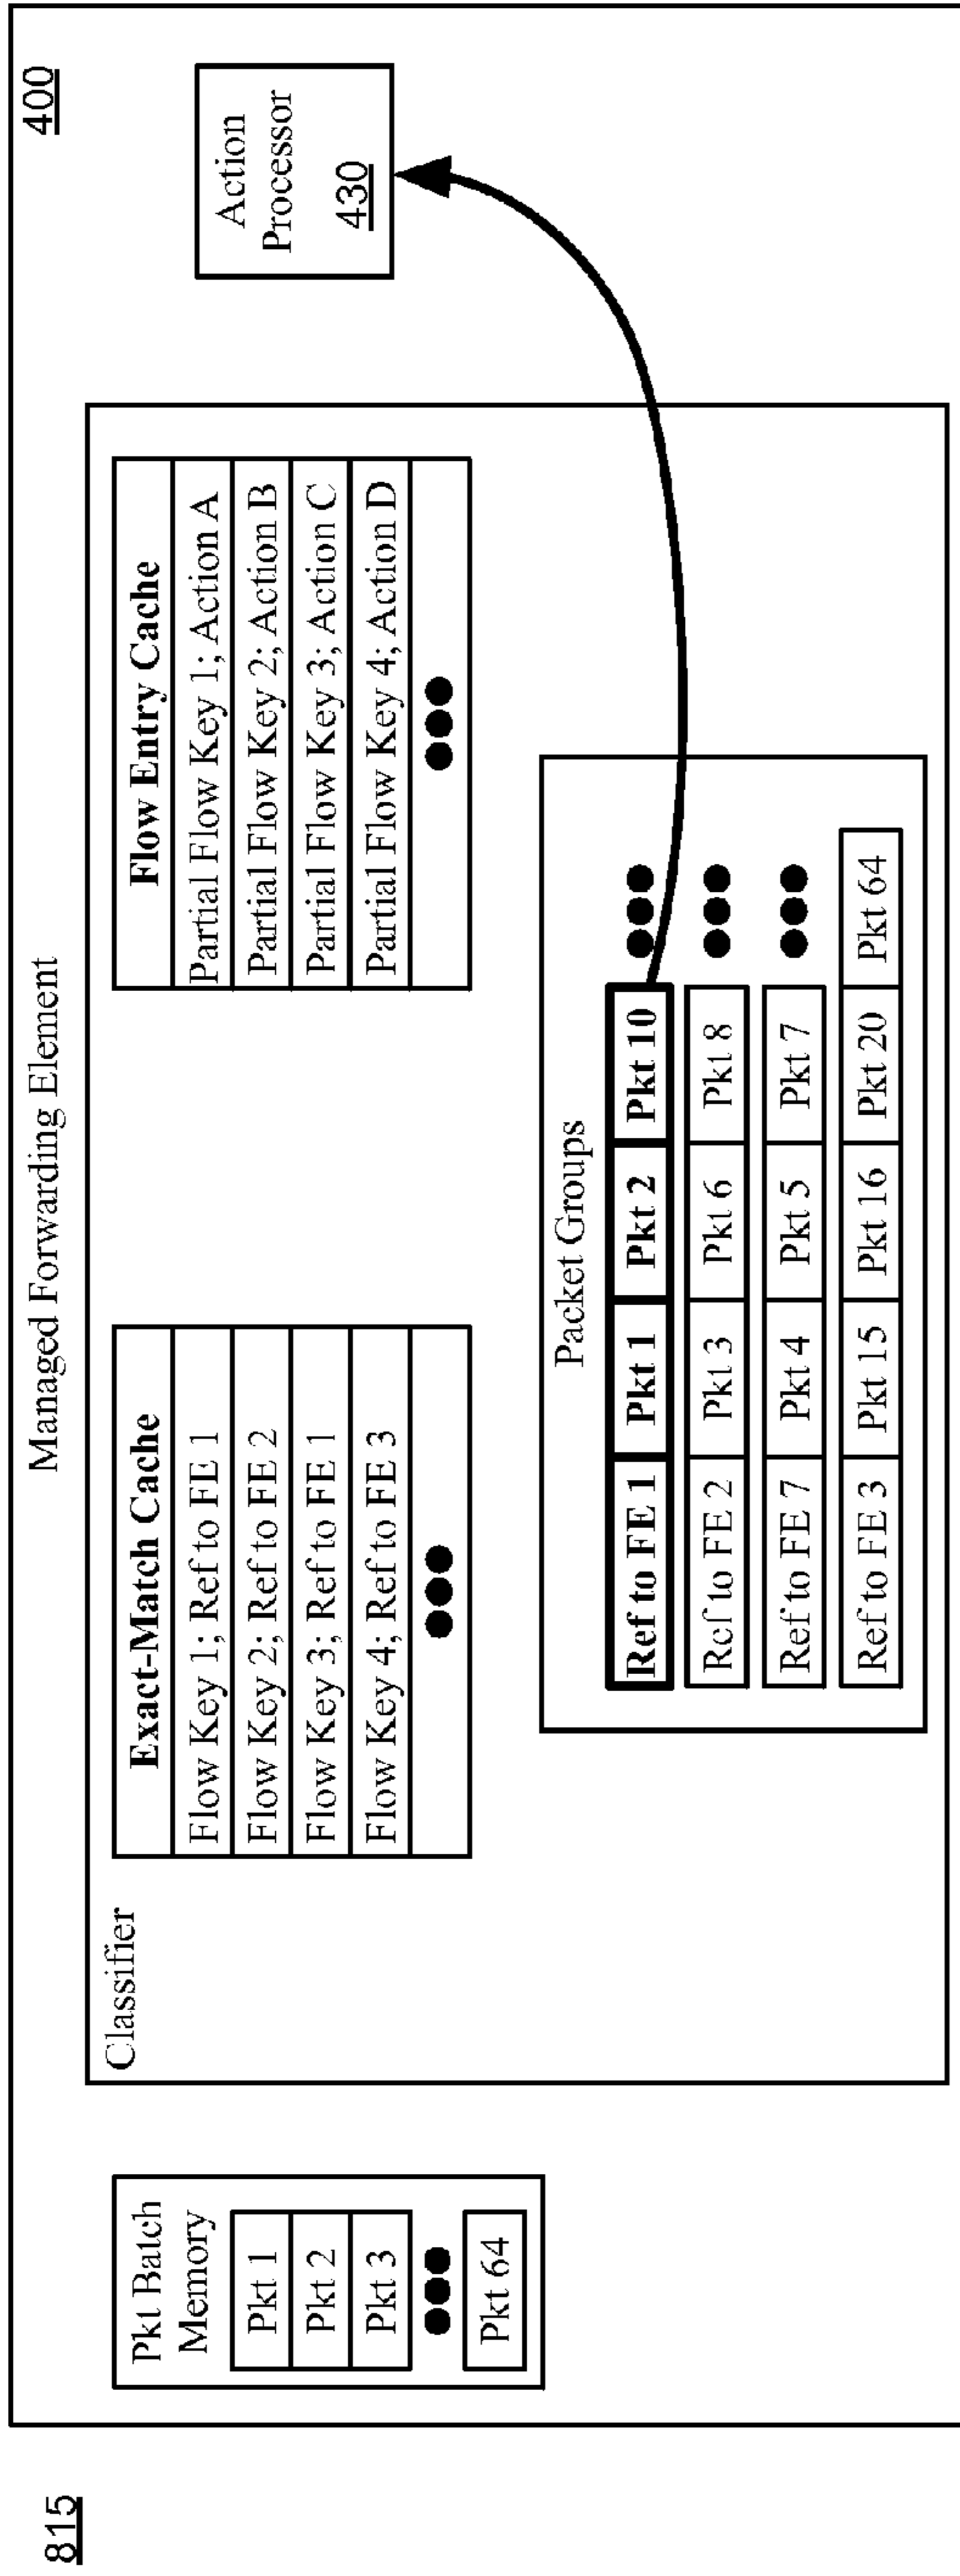 815
Managed Forwarding Element
400
Pkt Batch
Memory
Pkt 1
Pkt 2
Pkt 3
Pkt 64
Classifier
Exact-Match Cache
Flow Key 1; Ref to FE 1
Flow Key 2; Ref to FE 2
Flow Key 3; Ref to FE 1
Flow Key 4; Ref to FE 3
Flow Entry Cache
Partial Flow Key 1; Action A
Partial Flow Key 2; Action B
Partial Flow Key 3; Action C
Partial Flow Key 4; Action D
Packet Groups
Ref to FE 1 Pkt 1 Pkt 2 Pkt 10
Ref to FE 2 Pkt 3 Pkt 6 Pkt 8
Ref to FE 7 Pkt 4 Pkt 5 Pkt 7
Ref to FE 3 Pkt 15 Pkt 16 Pkt 20 Pkt 64
Action
Processor
430